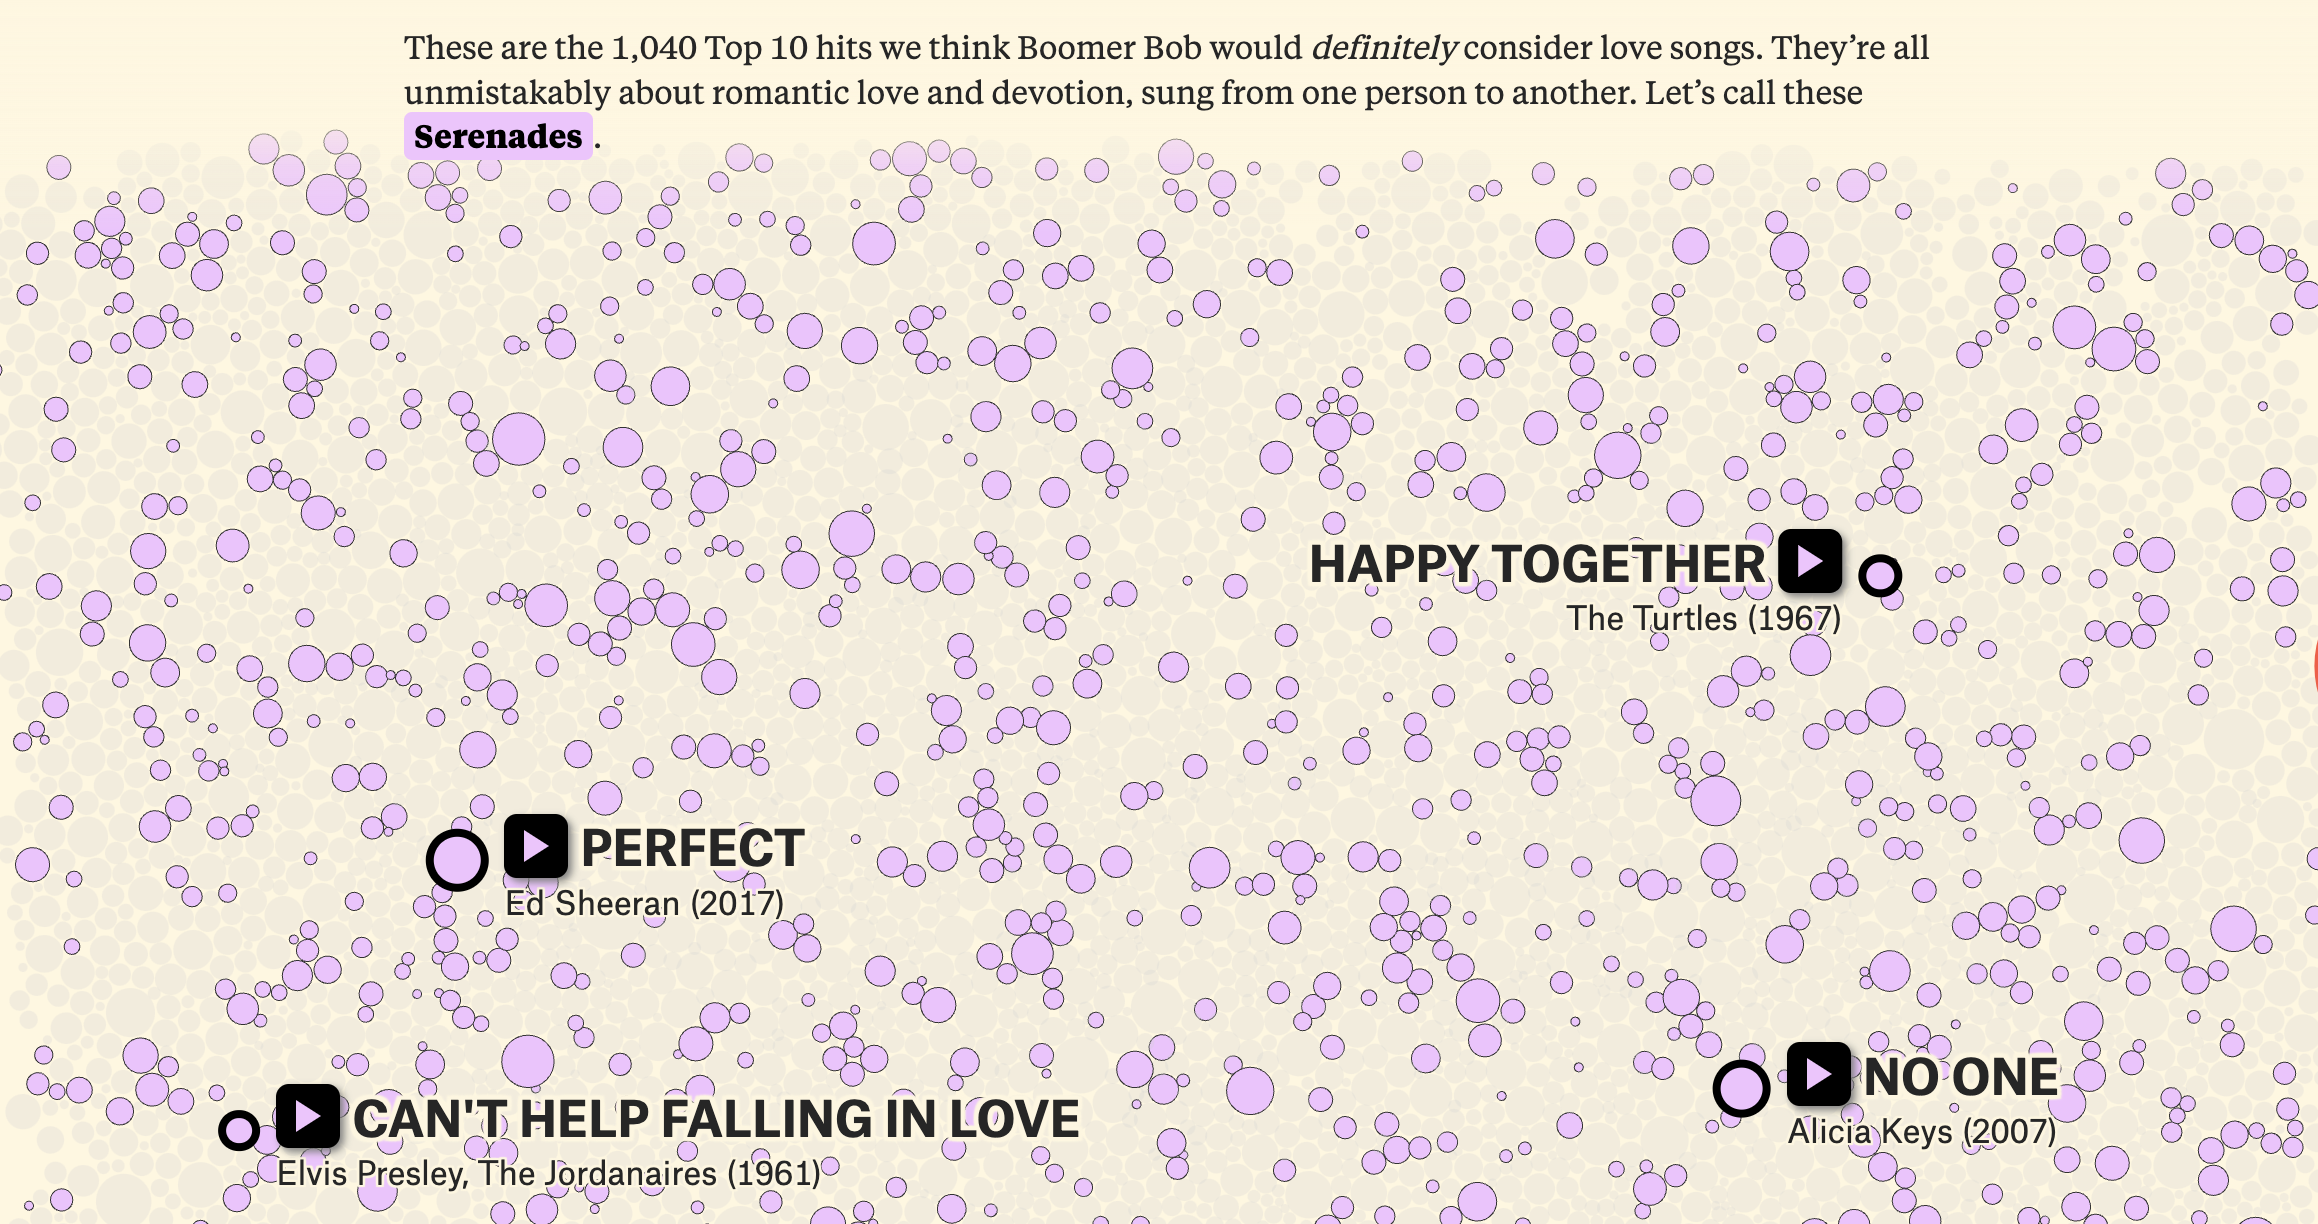 These are the 1,040 Top 10 hits we think Boomer Bob would definitely consider love songs. They’re all
unmistakably about romantic love and devotion, sung from one person to another. Let’s call these
Serenades.
HAPPY TOGETHER
The Turtles (1967)
PERFECT
Ed Sheeran (2017)
NO ONE
Alicia Keys (2007)
CAN'T HELP FALLING IN LOVE
Elvis Presley, The Jordanaires (1961)